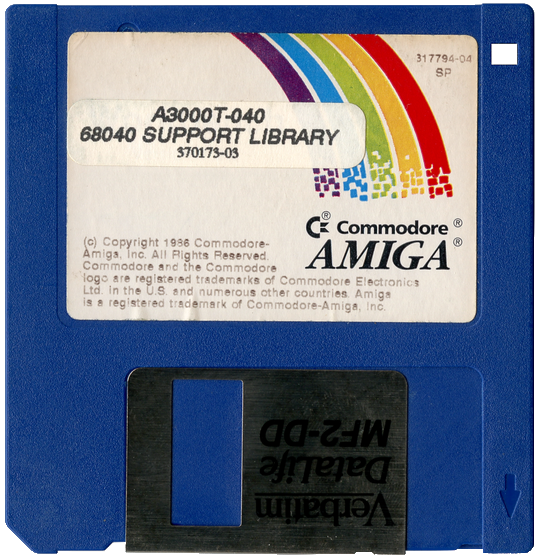 317794-04
SP
A3000T-040
68040 SUPPORT LIBRARY
370173-03
Commodore ®
AMIGA ®
(c) Copyright 1986 Commodore-
Amiga, Inc. All Rights Reserved.
Commodore and the Commodore
logo are registered trademarks of Commodore Electronics
Ltd. in the U.S. and numerous other countries. Amiga
is a registered trademark of Commodore-Amiga, Inc.
Verbatim
DataLife
MF2-DD